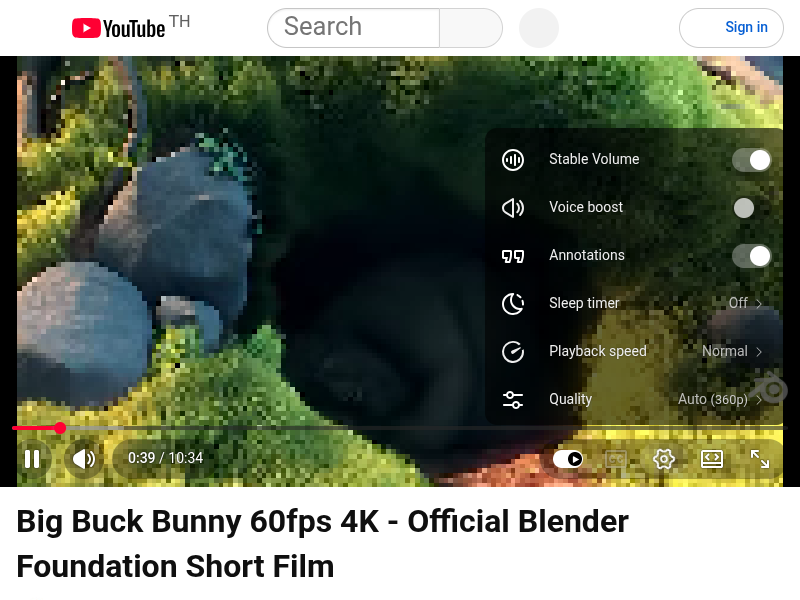 YouTube TH
Search
Sign in
Stable Volume
Voice boost
Annotations
Sleep timer Off
Playback speed Normal
Quality Auto (360p)
0:39 / 10:34
Big Buck Bunny 60fps 4K - Official Blender
Foundation Short Film